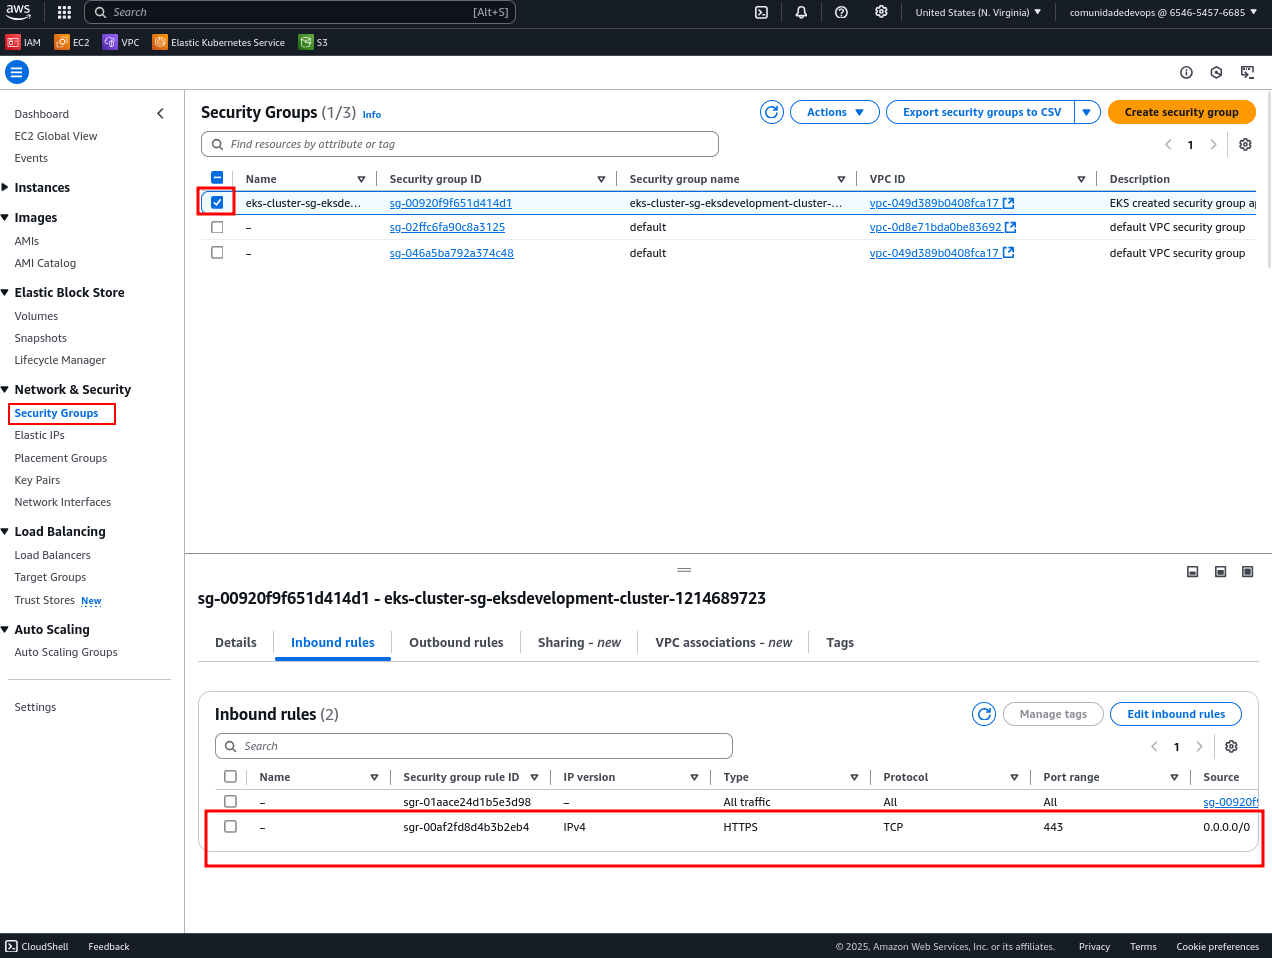 aws Search [Alt+S] United States (N. Virginia) comunidadedevops @ 6546-5457-6685
IAM EC2 VPC Elastic Kubernetes Service S3
Dashboard
EC2 Global View
Events
Instances
Images
AMIs
AMI Catalog
Elastic Block Store
Volumes
Snapshots
Lifecycle Manager
Network & Security
Security Groups
Elastic IPs
Placement Groups
Key Pairs
Network Interfaces
Load Balancing
Load Balancers
Target Groups
Trust Stores New
Auto Scaling
Auto Scaling Groups
Settings
Security Groups (1/3) Info Actions Export security groups to CSV Create security group
Find resources by attribute or tag 1
Name Security group ID Security group name VPC ID Description
eks-cluster-sg-eksde... sg-00920f9f651d414d1 eks-cluster-sg-eksdevelopment-cluster-... vpc-049d389b0408fca17 EKS created security group ap
– sg-02ffc6fa90c8a3125 default vpc-0d8e71bda0be83692 default VPC security group
– sg-046a5ba792a374c48 default vpc-049d389b0408fca17 default VPC security group
sg-00920f9f651d414d1 - eks-cluster-sg-eksdevelopment-cluster-1214689723
Details Inbound rules Outbound rules Sharing - new VPC associations - new Tags
Inbound rules (2) Manage tags Edit inbound rules
Search 1
Name Security group rule ID IP version Type Protocol Port range Source
– sgr-01aace24d1b5e3d98 – All traffic All All sg-00920f9
– sgr-00af2fd8d4b3b2eb4 IPv4 HTTPS TCP 443 0.0.0.0/0
CloudShell Feedback © 2025, Amazon Web Services, Inc. or its affiliates. Privacy Terms Cookie preferences